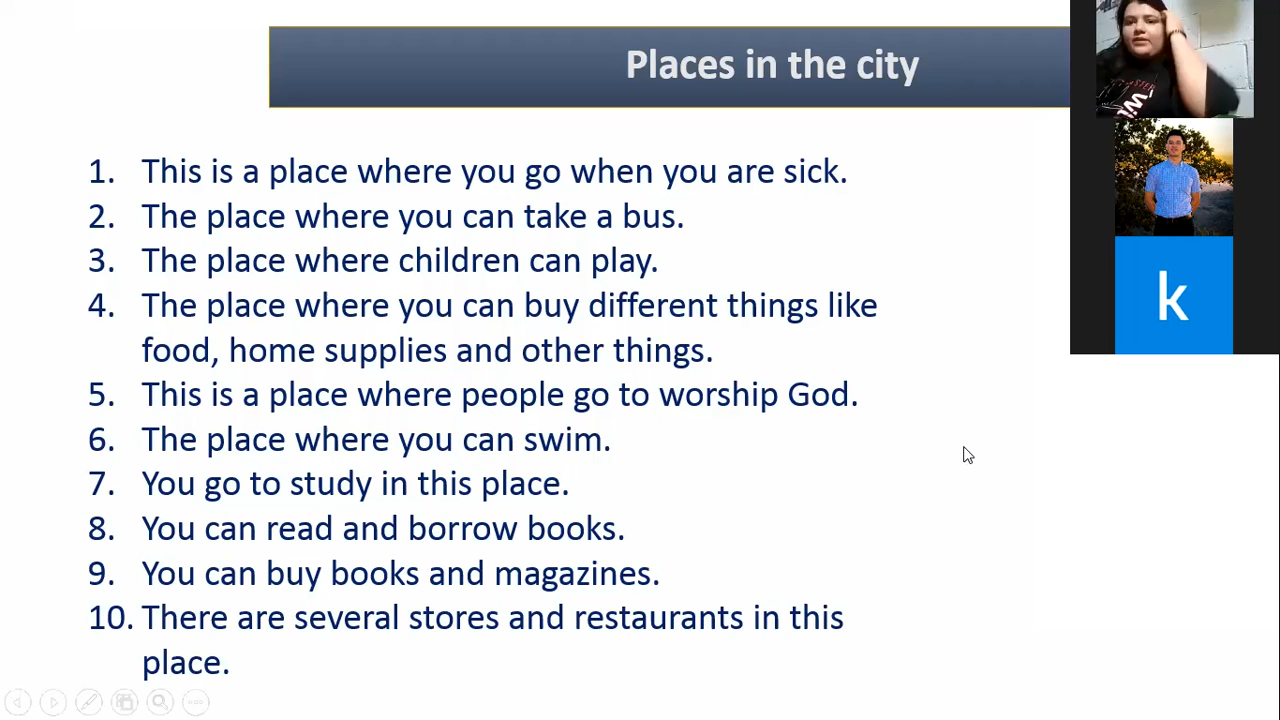 Places in the city
1. This is a place where you go when you are sick.
2. The place where you can take a bus.
3. The place where children can play.
4. The place where you can buy different things like
food, home supplies and other things.
5. This is a place where people go to worship God.
6. The place where you can swim.
7. You go to study in this place.
8. You can read and borrow books.
9. You can buy books and magazines.
10. There are several stores and restaurants in this
place.
k